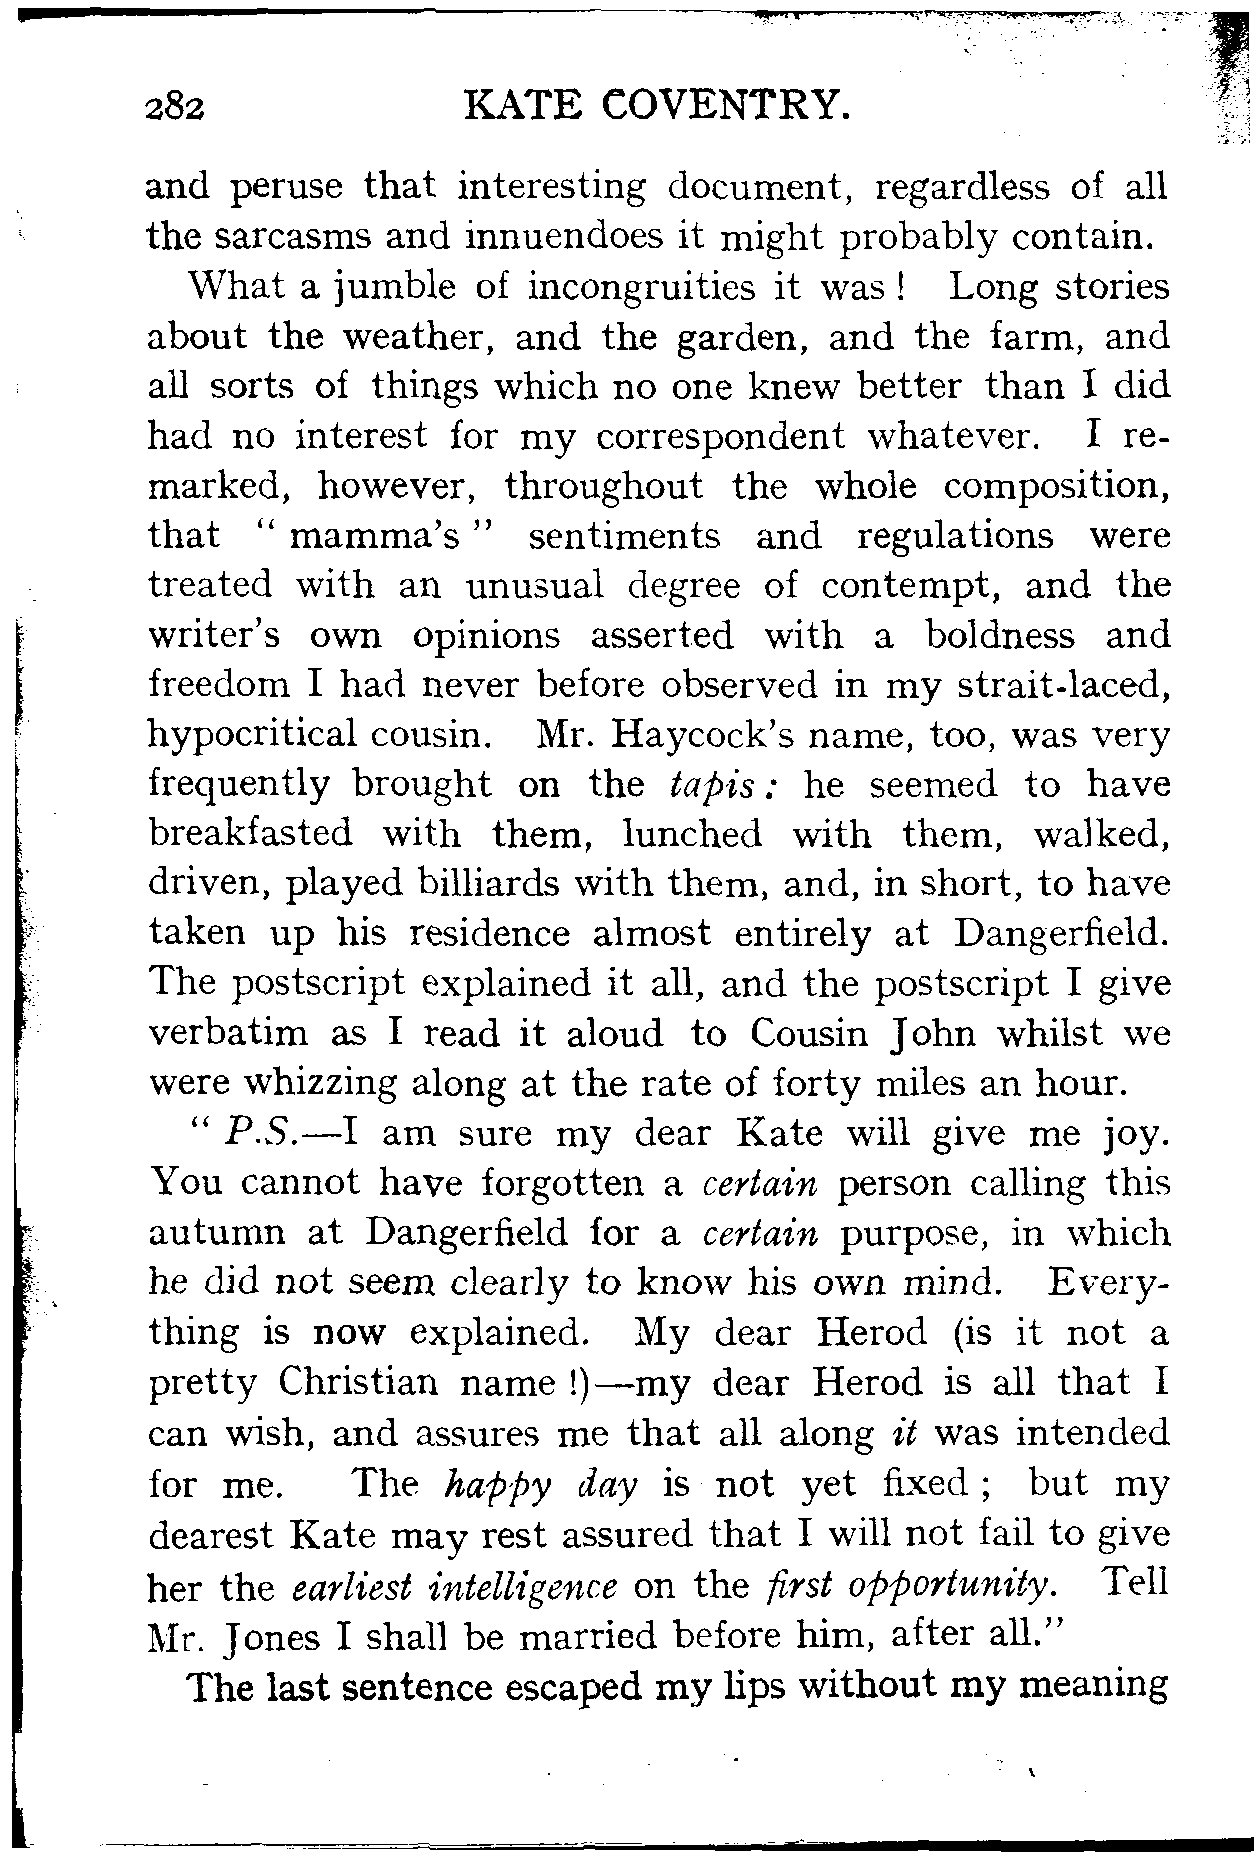 282 KATE COVENTRY.
and peruse that interesting document, regardless of all
the sarcasms and innuendoes it might probably contain.
What a jumble of incongruities it was ! Long stories
about the weather, and the garden, and the farm, and
all sorts of things which no one knew better than I did
had no interest for my correspondent whatever. I re-
marked, however, throughout the whole composition,
that " mamma's " sentiments and regulations were
treated with an unusual degree of contempt, and the
writer's own opinions asserted with a boldness and
freedom I had never before observed in my strait-laced,
hypocritical cousin. Mr. Haycock's name, too, was very
frequently brought on the tapis : he seemed to have
breakfasted with them, lunched with them, walked,
driven, played billiards with them, and, in short, to have
taken up his residence almost entirely at Dangerfield.
The postscript explained it all, and the postscript I give
verbatim as I read it aloud to Cousin John whilst we
were whizzing along at the rate of forty miles an hour.
" P.S.—I am sure my dear Kate will give me joy.
You cannot have forgotten a certain person calling this
autumn at Dangerfield for a certain purpose, in which
he did not seem clearly to know his own mind. Every-
thing is now explained. My dear Herod (is it not a
pretty Christian name !)—my dear Herod is all that I
can wish, and assures me that all along it was intended
for me. The happy day is not yet fixed ; but my
dearest Kate may rest assured that I will not fail to give
her the earliest intelligence on the first opportunity. Tell
Mr. Jones I shall be married before him, after all."
The last sentence escaped my lips without my meaning